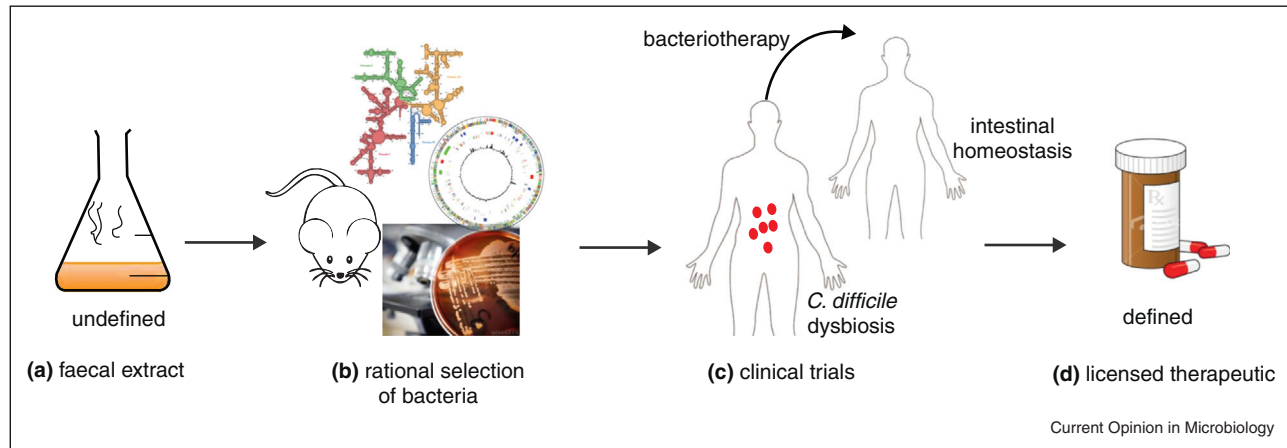 bacteriotherapy
intestinal
homeostasis
Rx
C. difficile
dysbiosis
undefined
defined
(a) faecal extract
(b) rational selection
of bacteria
(c) clinical trials
(d) licensed therapeutic
Current Opinion in Microbiology